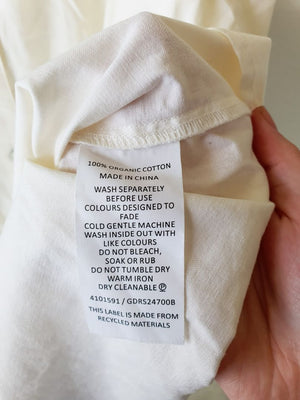 100% ORGANIC COTTON
MADE IN CHINA
WASH SEPARATELY
BEFORE USE
COLOURS DESIGNED TO
FADE
COLD GENTLE MACHINE
WASH INSIDE OUT WITH
LIKE COLOURS
DO NOT BLEACH,
SOAK OR RUB
DO NOT TUMBLE DRY
WARM IRON
DRY CLEANABLE Ⓟ
4101591 / GDRS24700B
THIS LABEL IS MADE FROM
RECYCLED MATERIALS